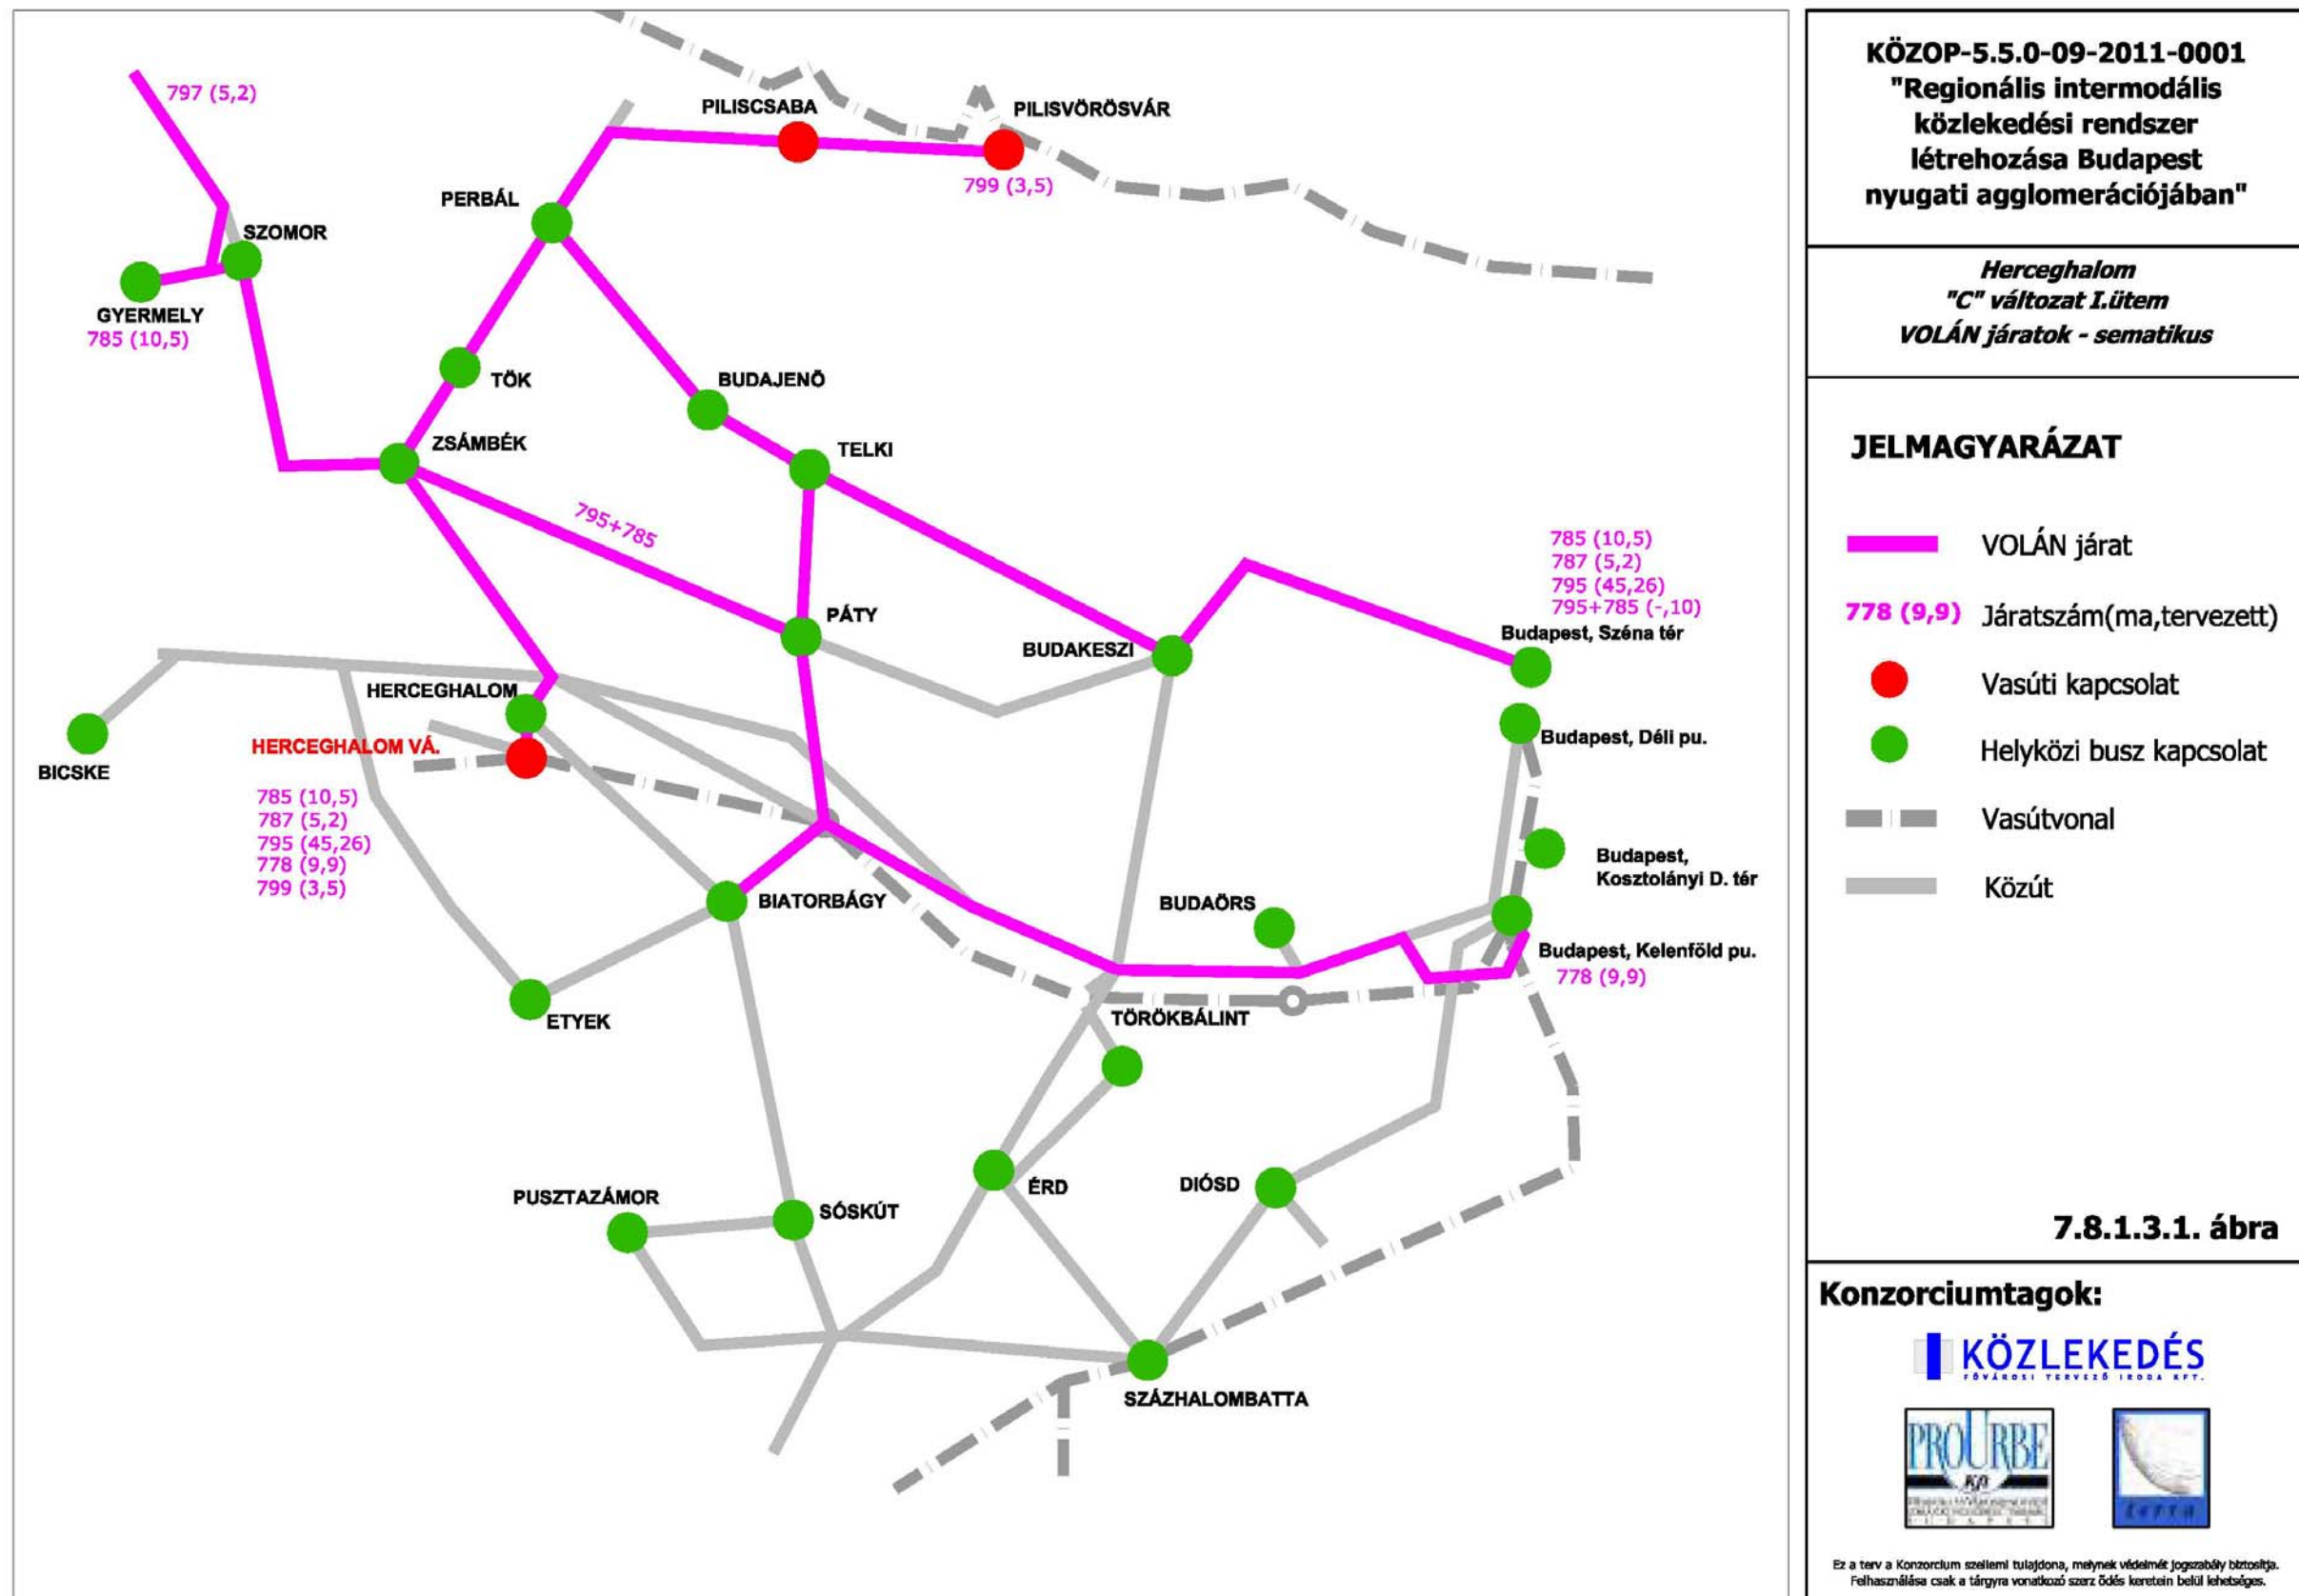 797 (5,2)
PILISCSABA
PILISVÖRÖSVÁR
799 (3,5)
PERBÁL
SZOMOR
GYERMELY
785 (10,5)
TÖK
BUDAJENŐ
ZSÁMBÉK
TELKI
795+785
785 (10,5)
787 (5,2)
795 (45,26)
795+785 (-,10)
Budapest, Széna tér
PÁTY
BUDAKESZI
HERCEGHALOM
HERCEGHALOM VÁ.
BICSKE
Budapest, Déli pu.
785 (10,5)
787 (5,2)
795 (45,26)
778 (9,9)
799 (3,5)
Budapest,
Kosztolányi D. tér
BIATORBÁGY
BUDAÖRS
Budapest, Kelenföld pu.
778 (9,9)
ETYEK
TÖRÖKBÁLINT
ÉRD
DIÓSD
PUSZTAZÁMOR
SÓSKÚT
SZÁZHALOMBATTA
KÖZOP-5.5.0-09-2011-0001
"Regionális intermodális
közlekedési rendszer
létrehozása Budapest
nyugati agglomerációjában"
Herceghalom
"C" változat I.ütem
VOLÁN járatok - sematikus
JELMAGYARÁZAT
VOLÁN járat
778 (9,9) Járatszám(ma,tervezett)
Vasúti kapcsolat
Helyközi busz kapcsolat
Vasútvonal
Közút
7.8.1.3.1. ábra
Konzorciumtagok:
KÖZLEKEDÉS
FŐVÁROSI TERVEZŐ IRODA KFT.
PROURBE
Kft
Ez a terv a Konzorcium szellemi tulajdona, melynek védelmét jogszabály biztosítja.
Felhasználása csak a tárgyra vonatkozó szerz ődés keretein belül lehetséges.